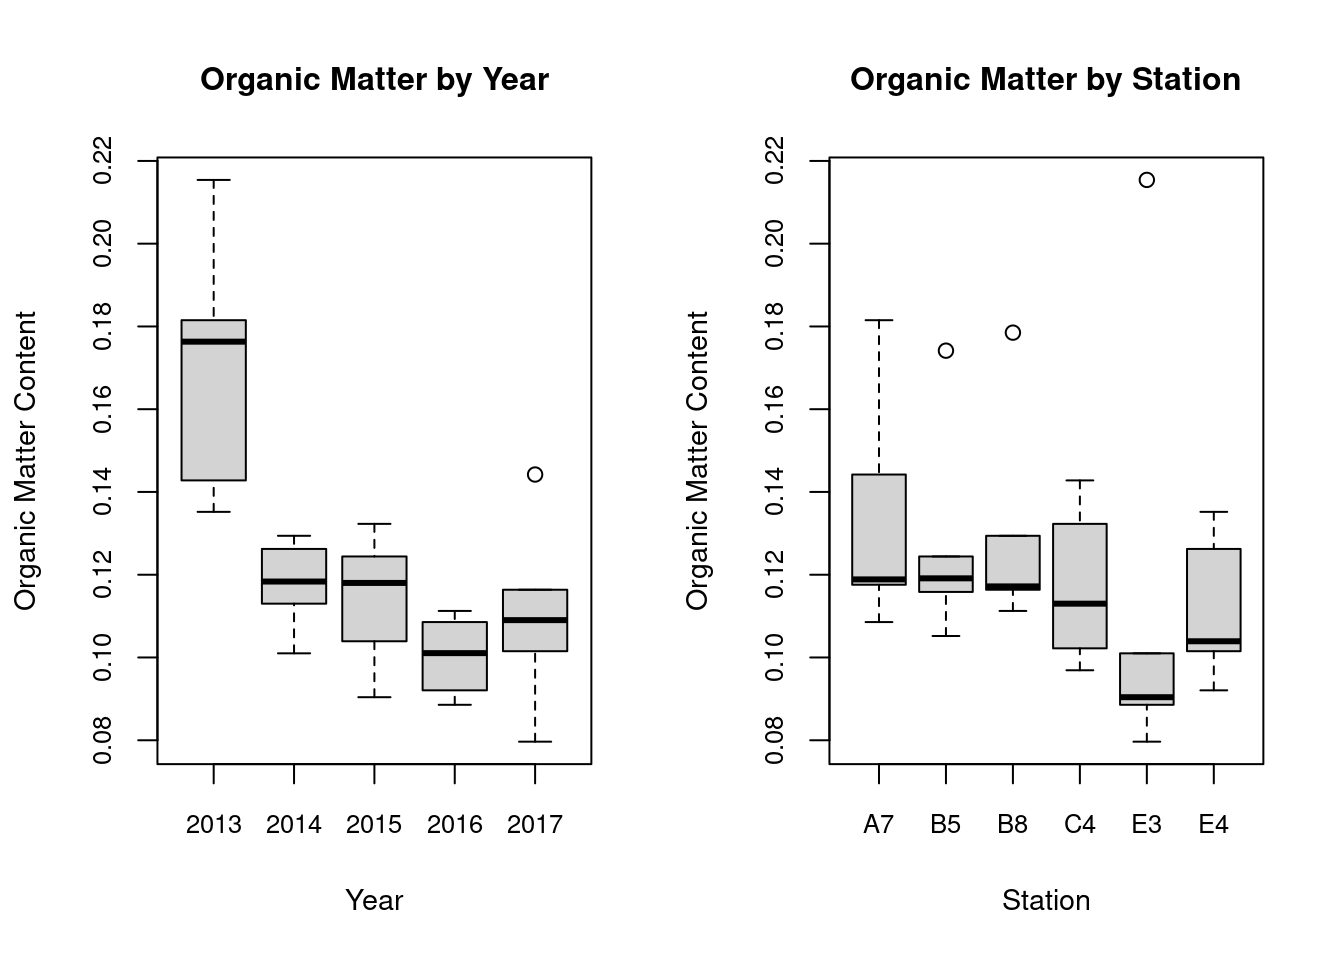 Organic Matter by Year
Organic Matter Content
0.22
0.20
0.18
0.16
0.14
0.12
0.10
0.08
2013 2014 2015 2016 2017
Year
Organic Matter by Station
Organic Matter Content
0.22
0.20
0.18
0.16
0.14
0.12
0.10
0.08
A7 B5 B8 C4 E3 E4
Station